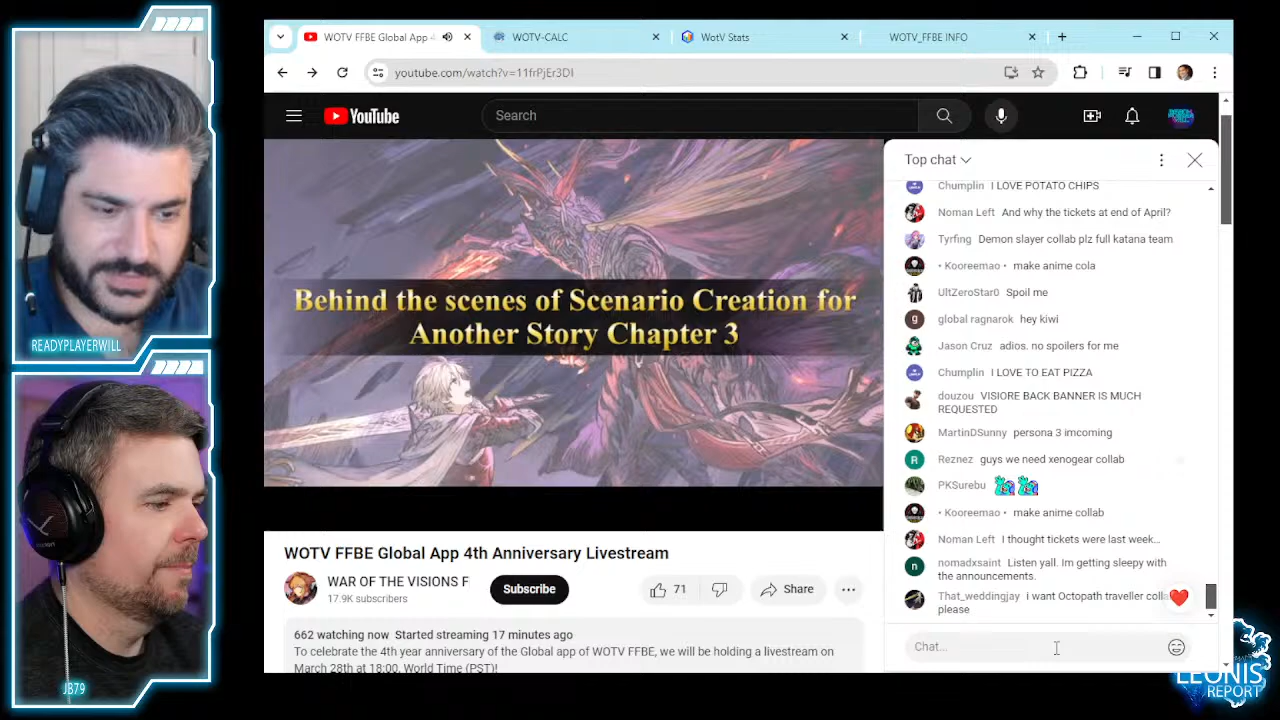 WOTV FFBE Global App 4
WOTV-CALC
WotV Stats
WOTV_FFBE INFO
youtube.com/watch?v=11frPjEr3DI
YouTube
Search
Behind the scenes of Scenario Creation for
Another Story Chapter 3
WOTV FFBE Global App 4th Anniversary Livestream
WAR OF THE VISIONS F
17.9K subscribers
Subscribe
71
Share
662 watching now Started streaming 17 minutes ago
To celebrate the 4th year anniversary of the Global app of WOTV FFBE, we will be holding a livestream on
March 28th at 18:00, World Time (PST)!
Top chat
Chumplin I LOVE POTATO CHIPS
Noman Left And why the tickets at end of April?
Tyrfing Demon slayer collab plz full katana team
• Kooreemao • make anime cola
UltZeroStar0 Spoil me
global ragnarok hey kiwi
Jason Cruz adios. no spoilers for me
Chumplin I LOVE TO EAT PIZZA
douzou VISIORE BACK BANNER IS MUCH
REQUESTED
MartinDSunny persona 3 imcoming
Reznez guys we need xenogear collab
PKSurebu
• Kooreemao • make anime collab
Noman Left I thought tickets were last week...
nomadxsaint Listen yall. Im getting sleepy with
the announcements.
That_weddingjay i want Octopath traveller colla
please
Chat...
READYPLAYERWILL
JB79
LEONIS
REPORT